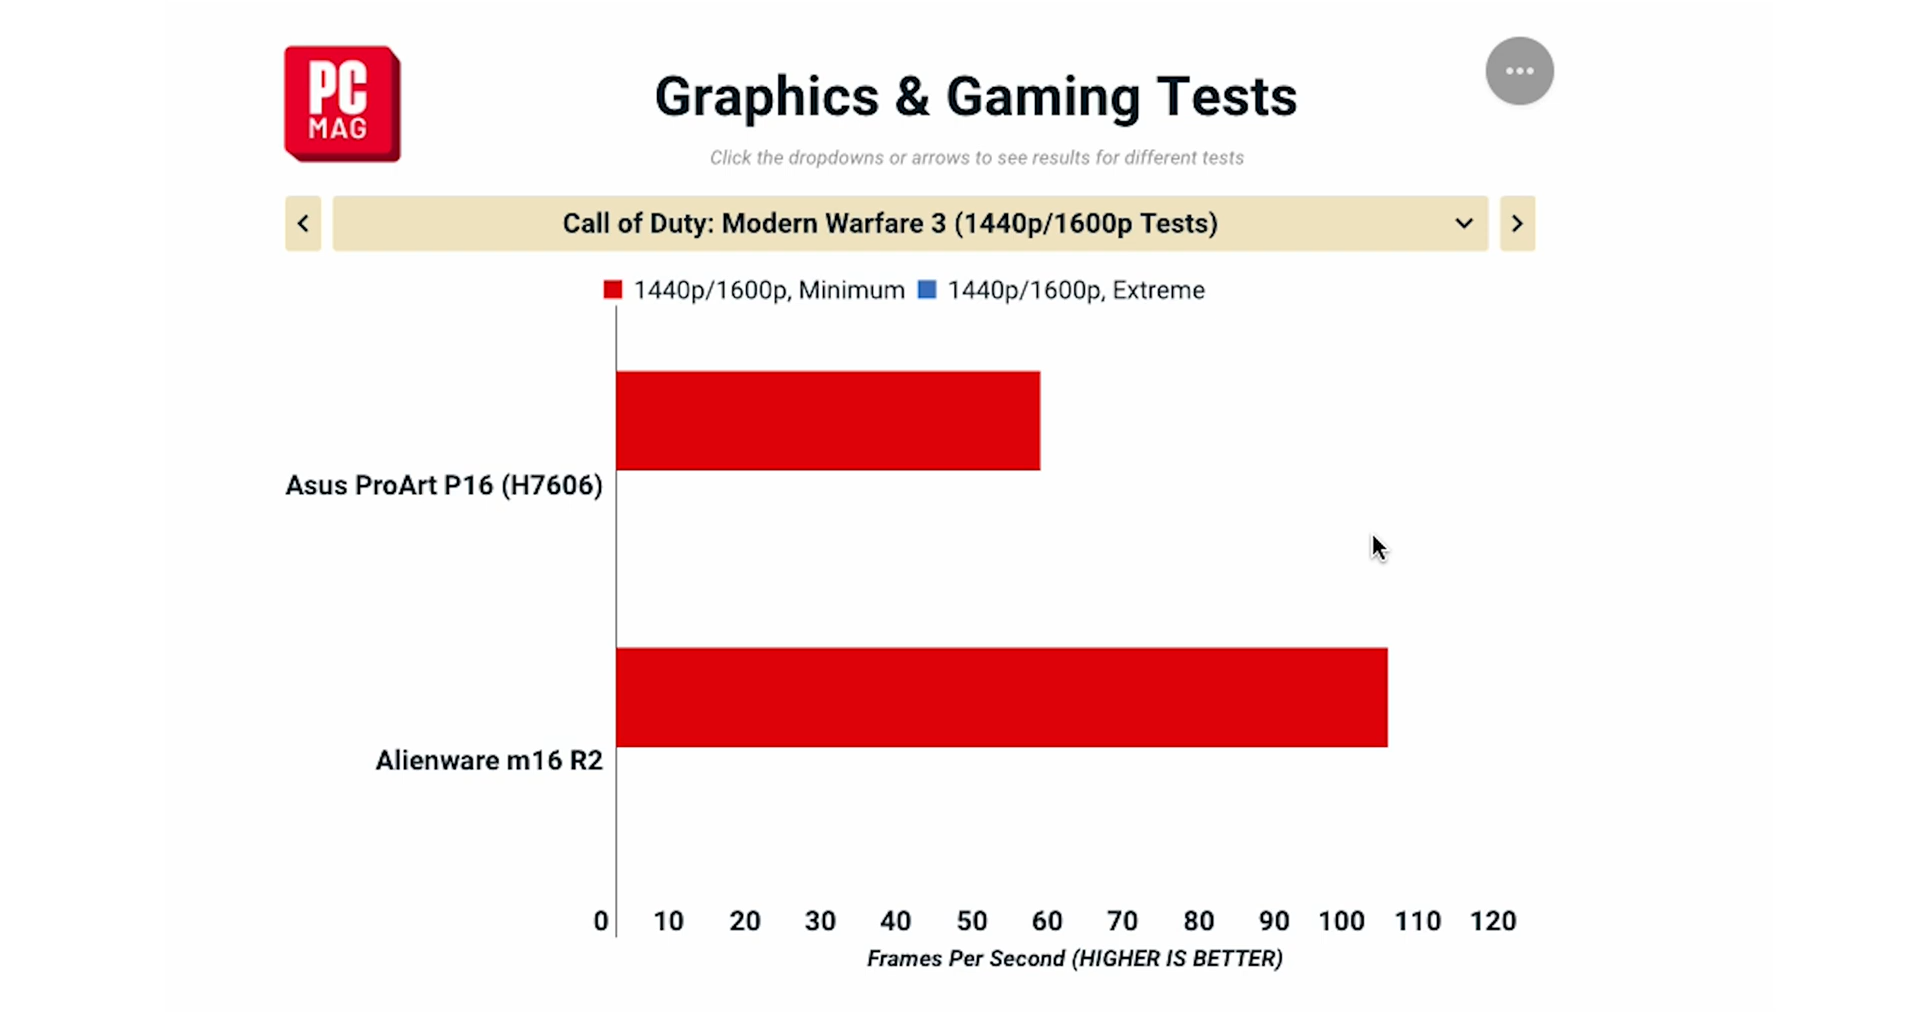 PC
MAG
Graphics & Gaming Tests
Click the dropdowns or arrows to see results for different tests
Call of Duty: Modern Warfare 3 (1440p/1600p Tests)
1440p/1600p, Minimum 1440p/1600p, Extreme
Asus ProArt P16 (H7606)
Alienware m16 R2
0 10 20 30 40 50 60 70 80 90 100 110 120
Frames Per Second (HIGHER IS BETTER)